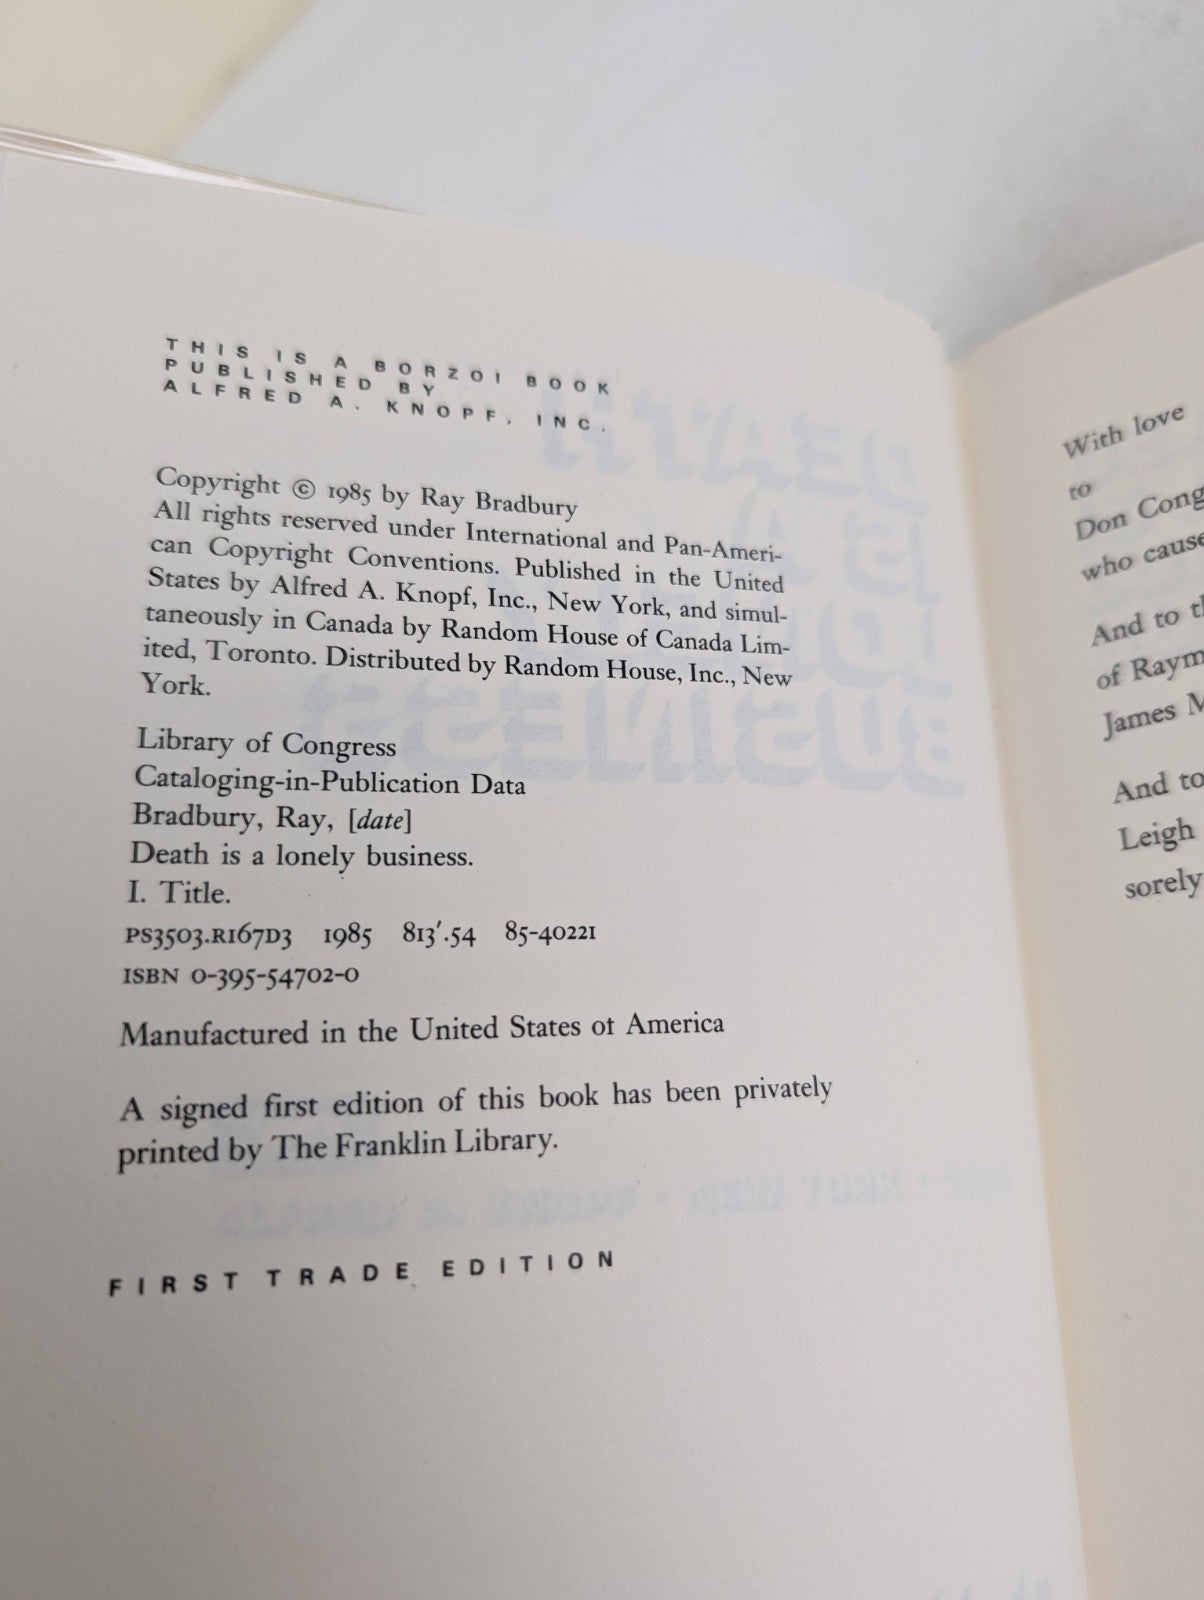 THIS IS A BORZOI BOOK
PUBLISHED BY
ALFRED A. KNOPF, INC.
Copyright © 1985 by Ray Bradbury
All rights reserved under International and Pan-Ameri-
can Copyright Conventions. Published in the United
States by Alfred A. Knopf, Inc., New York, and simul-
taneously in Canada by Random House of Canada Lim-
ited, Toronto. Distributed by Random House, Inc., New
York.
Library of Congress
Cataloging-in-Publication Data
Bradbury, Ray, [date]
Death is a lonely business.
I. Title.
PS3503.R167D3 1985 813'.54 85-40221
ISBN 0-395-54702-0
Manufactured in the United States of America
A signed first edition of this book has been privately
printed by The Franklin Library.
FIRST TRADE EDITION
With love
to
Don Cong
who cause
And to th
of Raym
James M
And to
Leigh
sorely